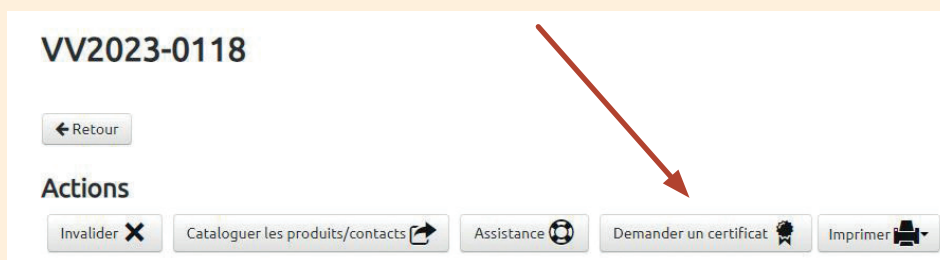 VV2023-0118
Retour
Actions
Invalider
Cataloguer les produits/contacts
Assistance
Demander un certificat
Imprimer